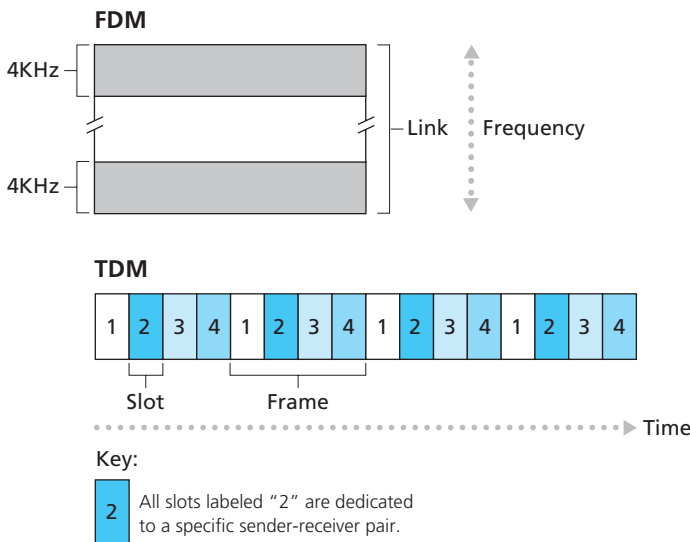 FDM
4KHz
Link
Frequency
4KHz
TDM
1 2 3 4 1 2 3 4 1 2 3 4 1 2 3 4
Slot
Frame
Time
Key:
2
All slots labeled “2” are dedicated
to a specific sender-receiver pair.